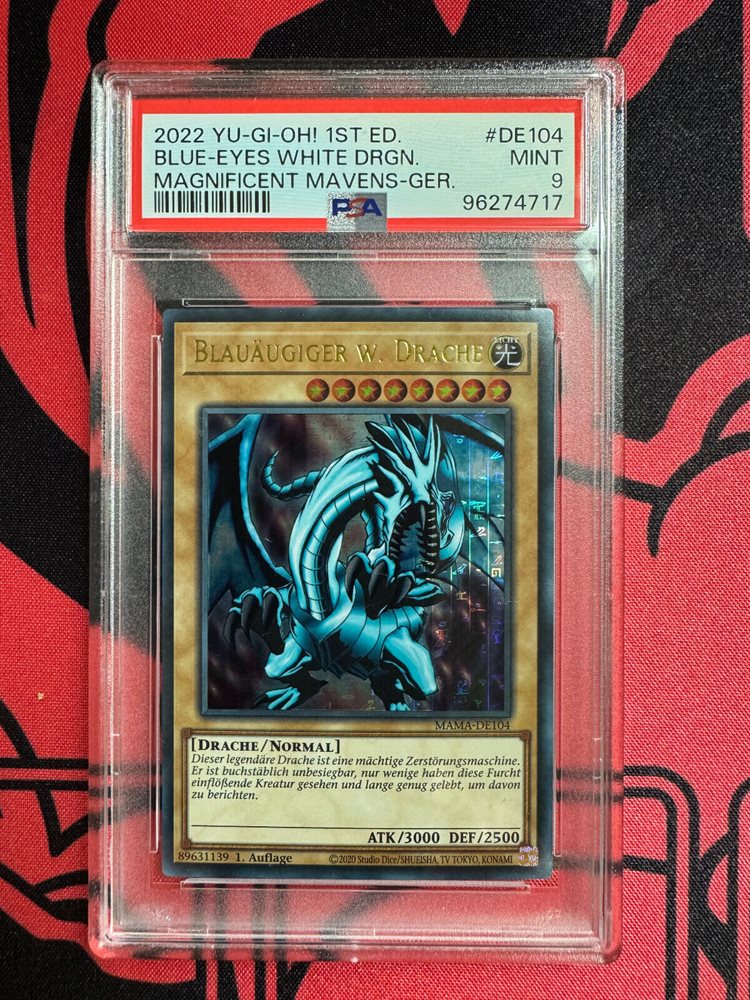 2022 YU-GI-OH! 1ST ED. #DE104
BLUE-EYES WHITE DRGN. MINT
MAGNIFICENT MAVENS-GER. 9
PSA 96274717
BLAUÄUGIGER W. DRACHE
LICHT
光
MAMA-DE104
[DRACHE/NORMAL]
Dieser legendäre Drache ist eine mächtige Zerstörungsmaschine.
Er ist buchstäblich unbesiegbar, nur wenige haben diese Furcht
einflößende Kreatur gesehen und lange genug gelebt, um davon
zu berichten.
ATK/3000 DEF/2500
89631139 1. Auflage ©2020 Studio Dice/SHUEISHA, TV TOKYO, KONAMI